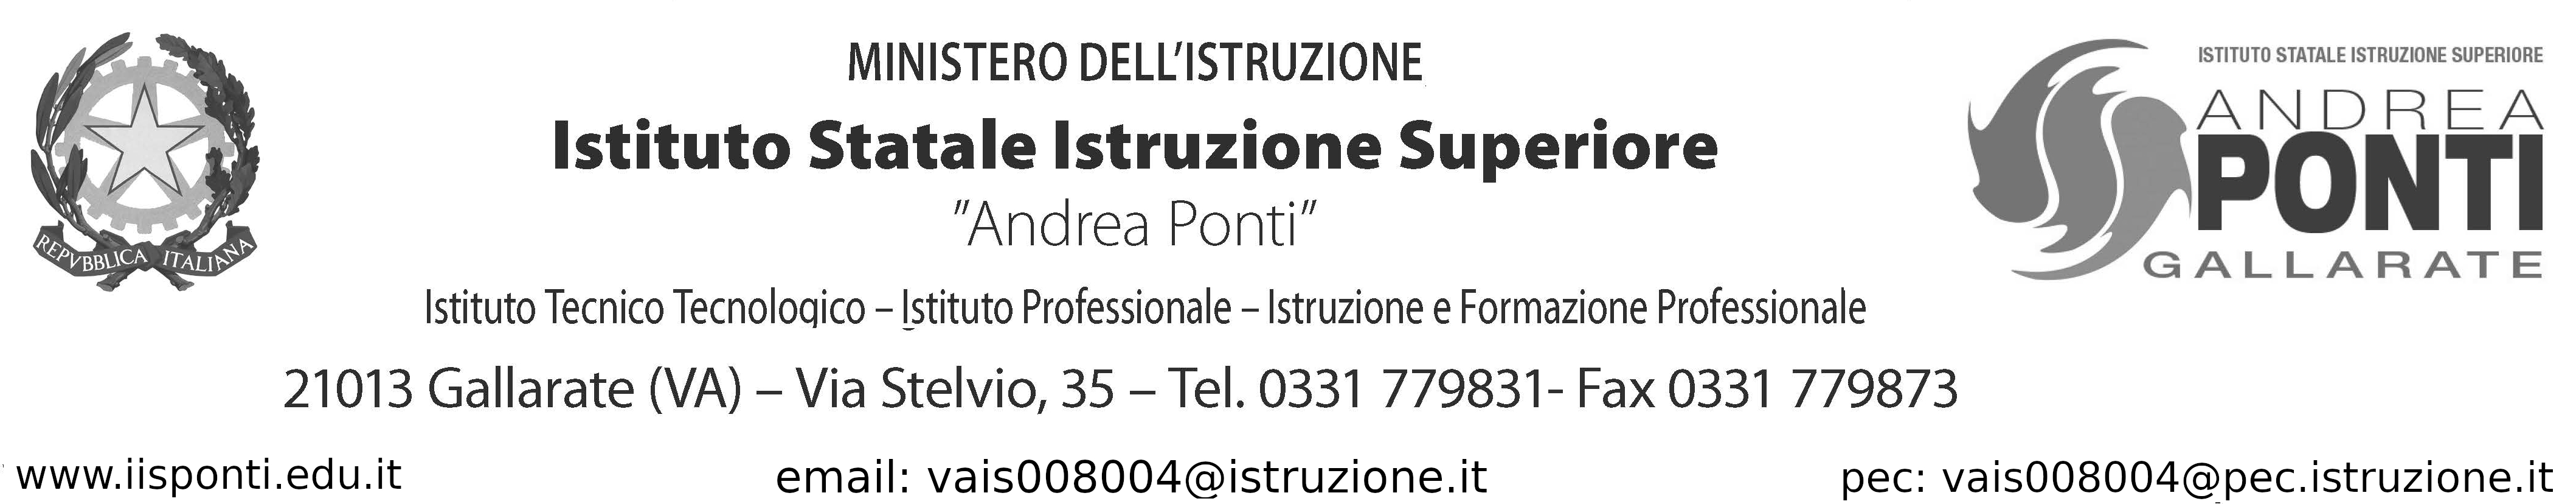 MINISTERO DELL'ISTRUZIONE
Istituto Statale Istruzione Superiore
"Andrea Ponti"
Istituto Tecnico Tecnologico – Istituto Professionale – Istruzione e Formazione Professionale
21013 Gallarate (VA) – Via Stelvio, 35 – Tel. 0331 779831- Fax 0331 779873
www.iisponti.edu.it email: vais008004@istruzione.it pec: vais008004@pec.istruzione.it
REPVBBLICA ITALIANA
ISTITUTO STATALE ISTRUZIONE SUPERIORE
ANDREA
PONTI
GALLARATE